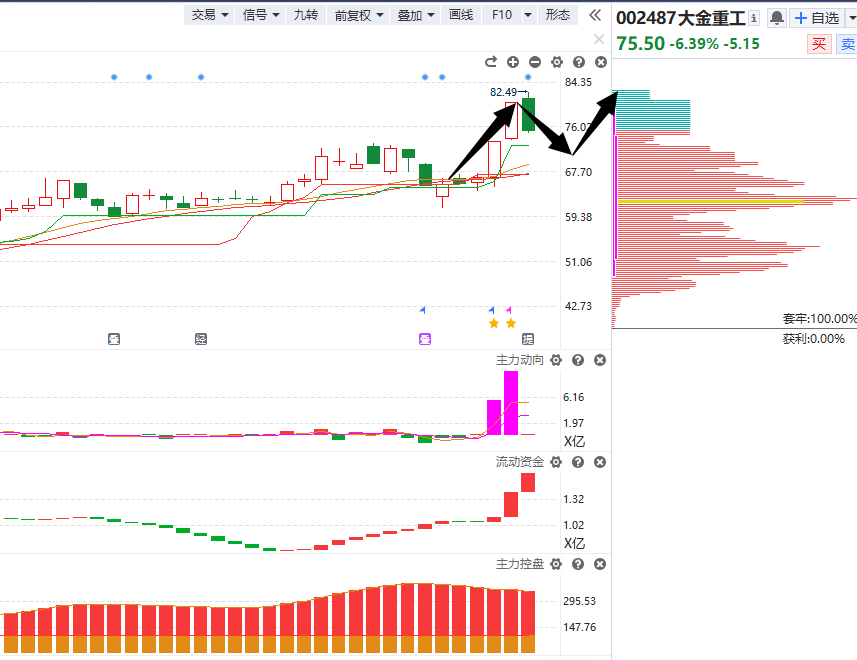 交易 信号 九转 前复权 叠加 画线 F10 形态
002487大金重工 自选
75.50 -6.39% -5.15 买 卖
84.35
82.49
67.70
59.38
51.06
42.73
套牢:100.00%
获利:0.00%
主力动向
6.16
1.97
X亿
流动资金
1.32
1.02
X亿
主力控盘
295.53
147.76